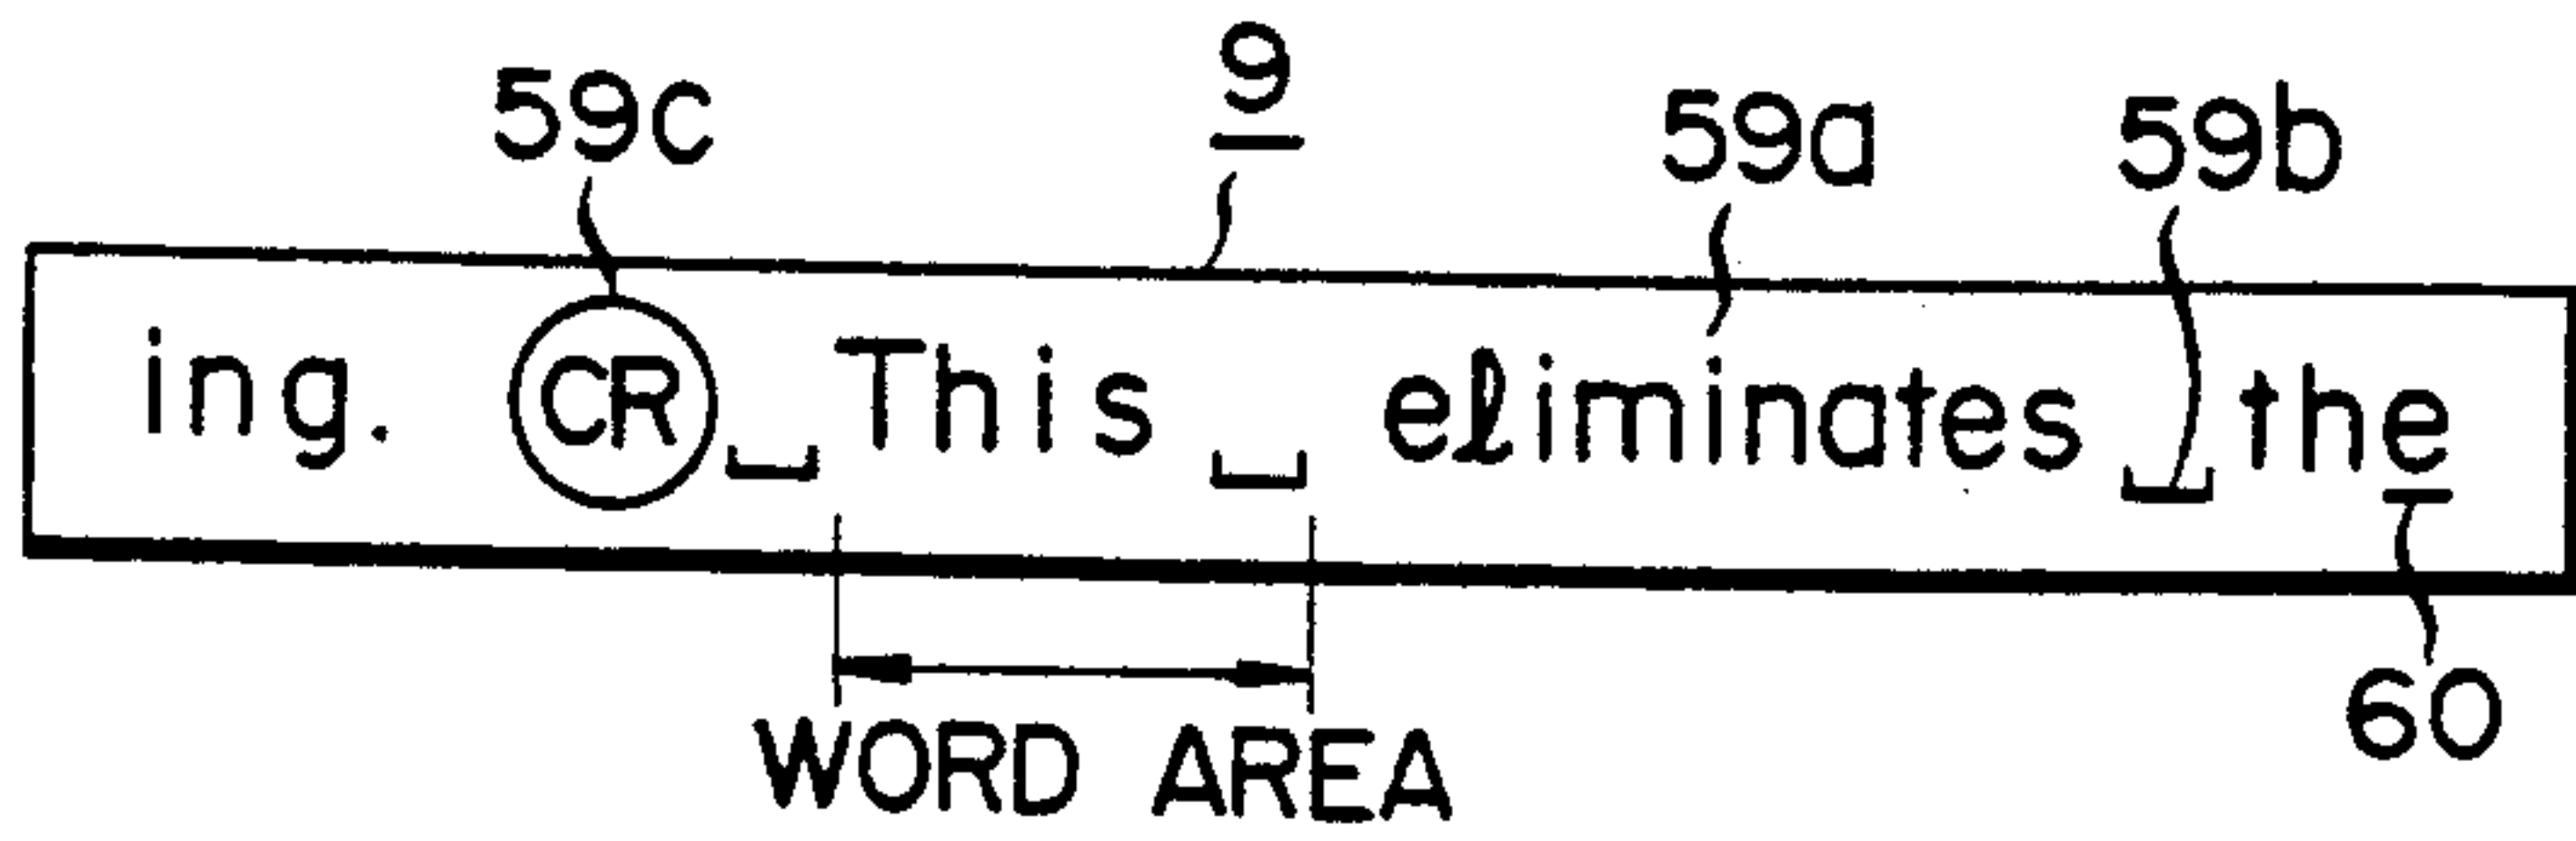 59c 9 59a 59b
ing. CR ␣ This ␣ eliminates ␣ the
60
WORD AREA